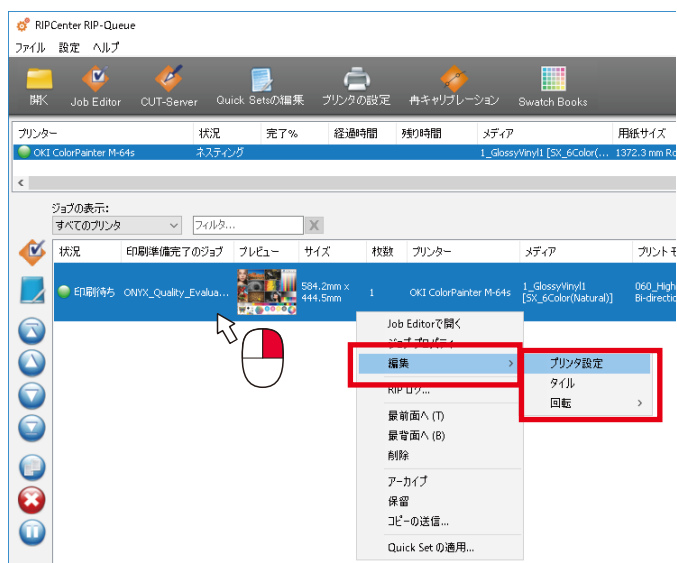 RIPCenter RIP-Queue
ファイル 設定 ヘルプ
開く Job Editor CUT-Server Quick Setsの編集 プリンタの設定 再キャリブレーション Swatch Books
プリンター 状況 完了% 経過時間 残り時間 メディア 用紙サイズ
OKI ColorPainter M-64s ネスティング 1_GlossyVinyl1 [SX_6Color(... 1372.3 mm Ro
ジョブの表示:
すべてのプリンタ フィルタ...
状況 印刷準備完了のジョブ プレビュー サイズ 枚数 プリンター メディア プリントモ
印刷待ち ONYX_Quality_Evalua... 584.2mm x 444.5mm 1 OKI ColorPainter M-64s 1_GlossyVinyl1 [SX_6Color(Natural)] 060_High Bi-directio
Job Editorで開く
ジョブ プロパティ
編集 プリンタ設定
タイル
RIP ログ...
回転
最前面へ (T)
最背面へ (B)
削除
アーカイブ
保留
コピーの送信...
Quick Set の適用...